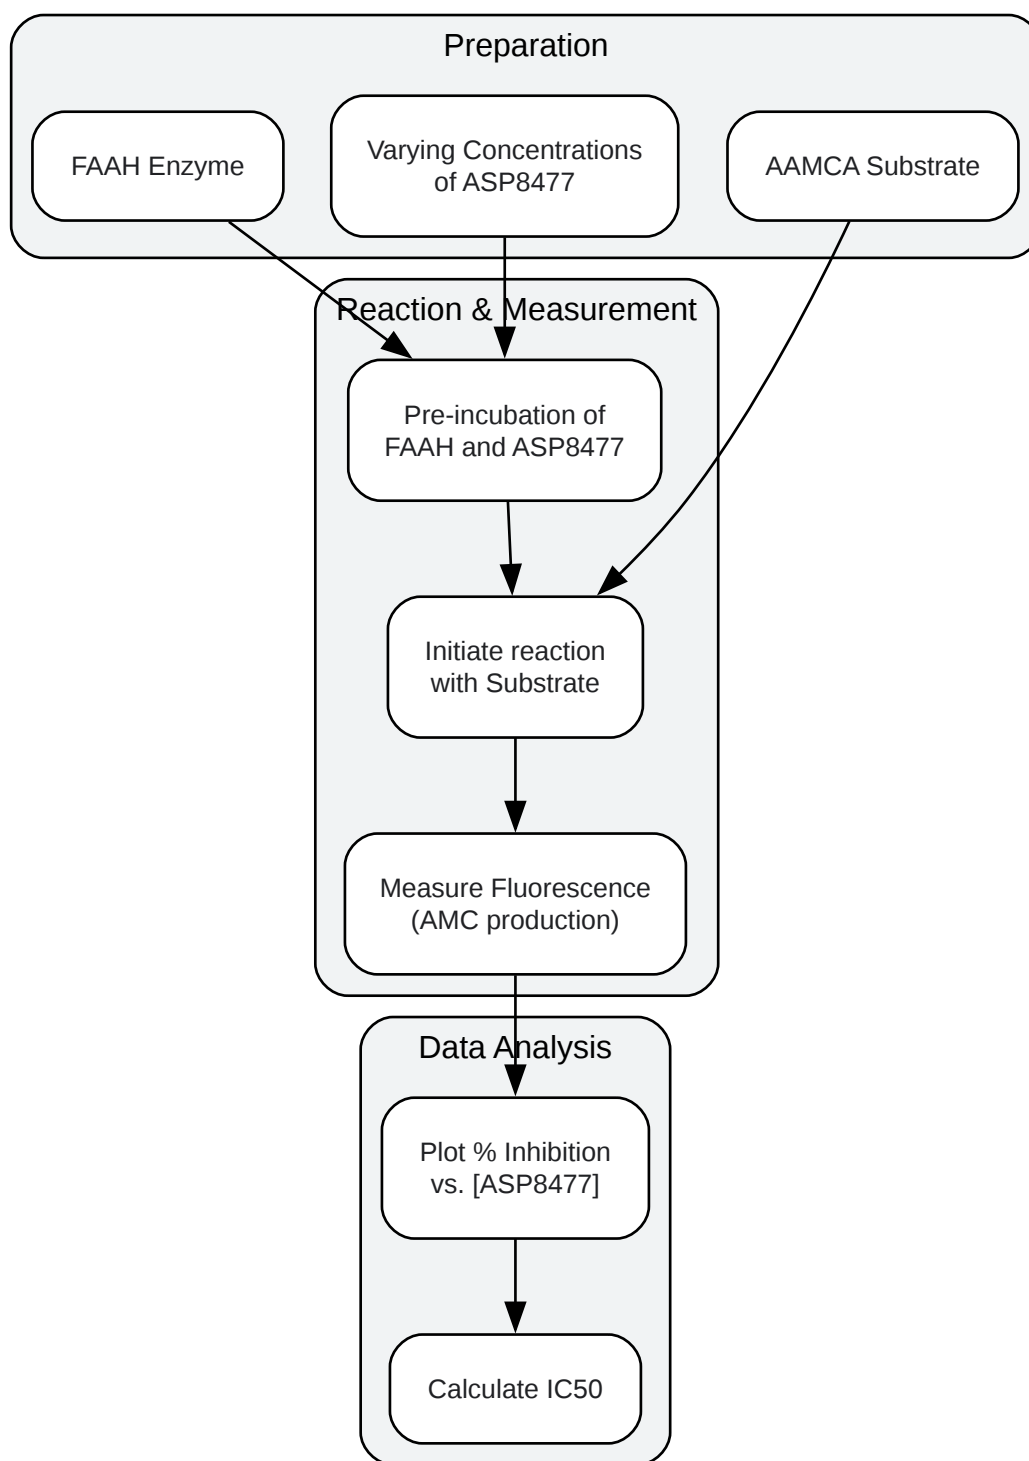 Preparation
FAAH Enzyme
Varying Concentrations
of ASP8477
AAMCA Substrate
Reaction & Measurement
Pre-incubation of
FAAH and ASP8477
Initiate reaction
with Substrate
Measure Fluorescence
(AMC production)
Data Analysis
Plot % Inhibition
vs. [ASP8477]
Calculate IC50